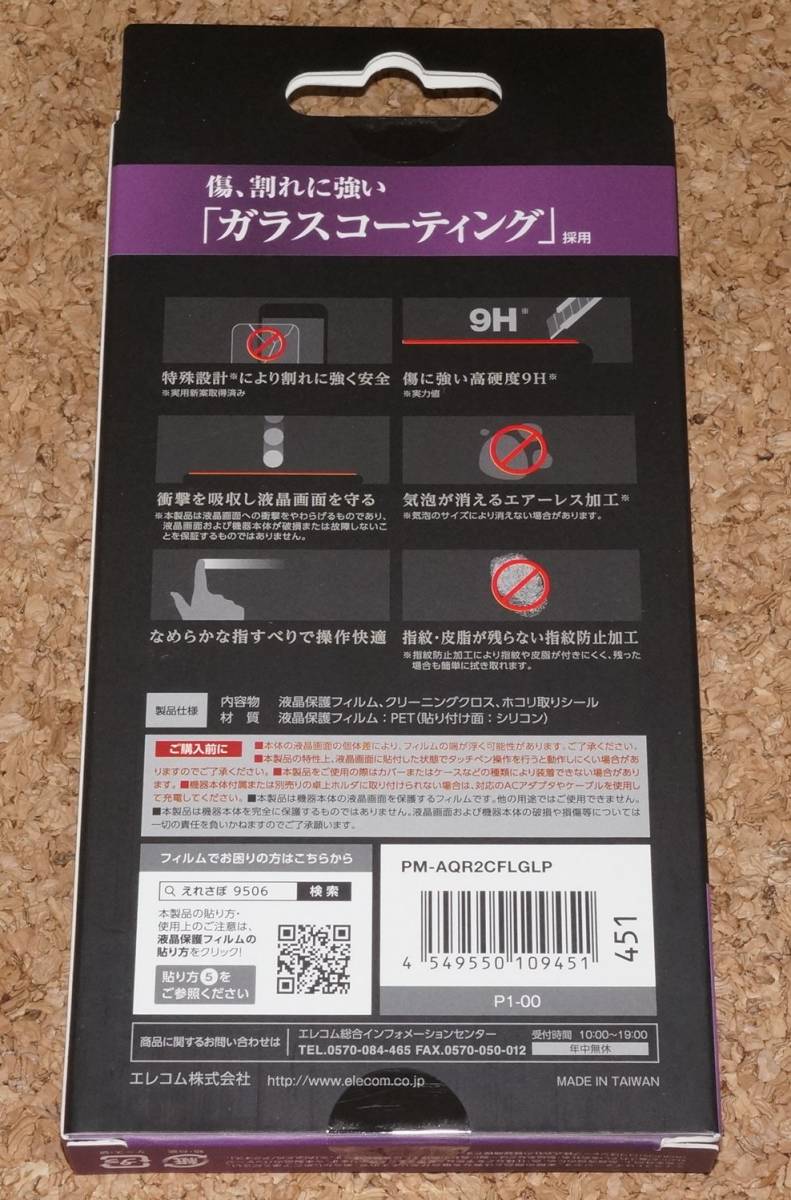 傷、割れに強い
「ガラスコーティング」採用
9H※
特殊設計※により割れに強く安全
※実用新案取得済み
傷に強い高硬度9H※
※実力値
衝撃を吸収し液晶画面を守る
※本製品は液晶画面への衝撃をやわらげるものであり、
液晶画面および機器本体が破損または故障しないこ
とを保証するものではありません。
気泡が消えるエアーレス加工※
※気泡のサイズにより消えない場合があります。
なめらかな指すべりで操作快適
指紋・皮脂が残らない指紋防止加工
※指紋防止加工により指紋や皮脂が付きにくく、残った
場合も簡単に拭き取れます。
製品仕様
内容物 液晶保護フィルム、クリーニングクロス、ホコリ取りシール
材質 液晶保護フィルム：PET（貼り付け面：シリコン）
ご購入前に ■本体の液晶画面の個体差により、フィルムの端が浮く可能性があります。ご了承ください。
■本製品の特性上、液晶画面に貼付した状態でタッチペン操作を行うと動作しにくい場合があ
りますのでご了承ください。■本製品をご使用の際はカバーまたはケースなどの種類により装着できない場合があり
ます。■機器本体付属または別売りの卓上ホルダに取り付けられない場合は、対応のACアダプタやケーブルを使用し
て充電してください。■本製品は機器本体の液晶画面を保護するフィルムです。他の用途ではご使用できません。
■本製品は機器本体を完全に保護するものではありません。液晶画面および機器本体の破損や損傷等については
一切の責任を負いかねますのでご了承願います。
フィルムでお困りの方はこちらから
えれさぽ 9506 検索
本製品の貼り方・
使用上のご注意は、
液晶保護フィルムの
貼り方をクリック!
貼り方5を
ご参照ください
PM-AQR2CFLGLP
4 549550 109451
451
P1-00
商品に関するお問い合わせは
エレコム総合インフォメーションセンター
TEL.0570-084-465 FAX.0570-050-012
受付時間 10:00~19:00
年中無休
エレコム株式会社 http://www.elecom.co.jp
MADE IN TAIWAN